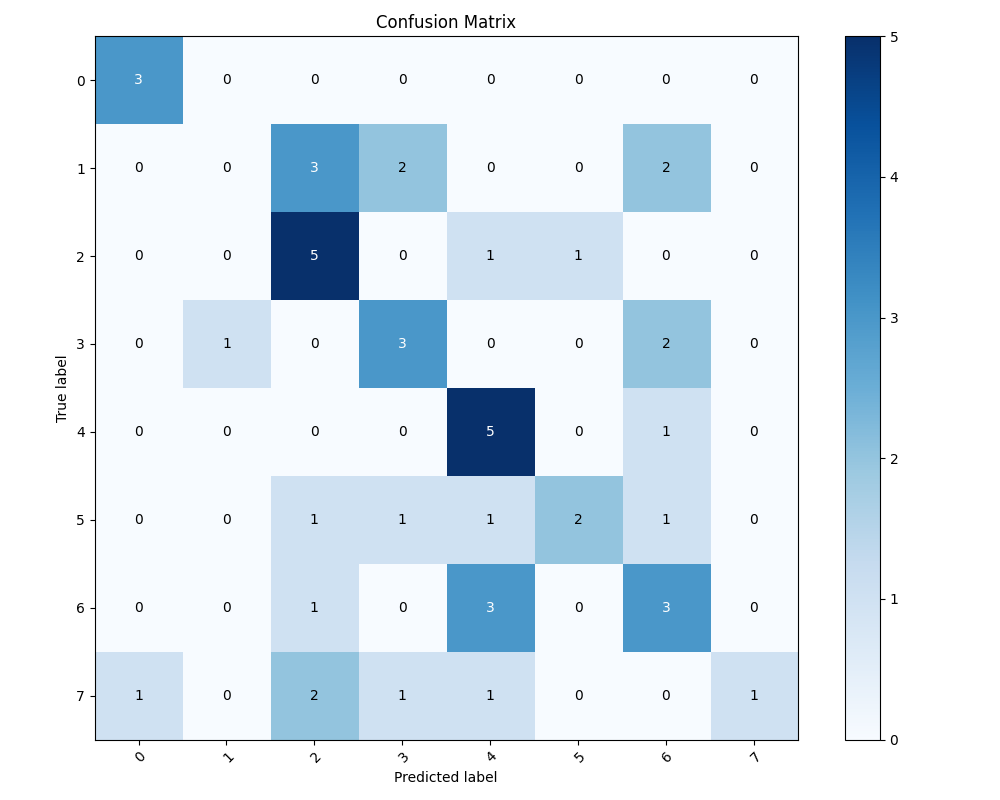 Confusion Matrix
0 3 0 0 0 0 0 0 0
1 0 0 3 2 0 0 2 0
2 0 0 5 0 1 1 0 0
3 0 1 0 3 0 0 2 0
4 0 0 0 0 5 0 1 0
5 0 0 1 1 1 2 1 0
6 0 0 1 0 3 0 3 0
7 1 0 2 1 1 0 0 1
0 1 2 3 4 5 6 7
True label
Predicted label
5
4
3
2
1
0